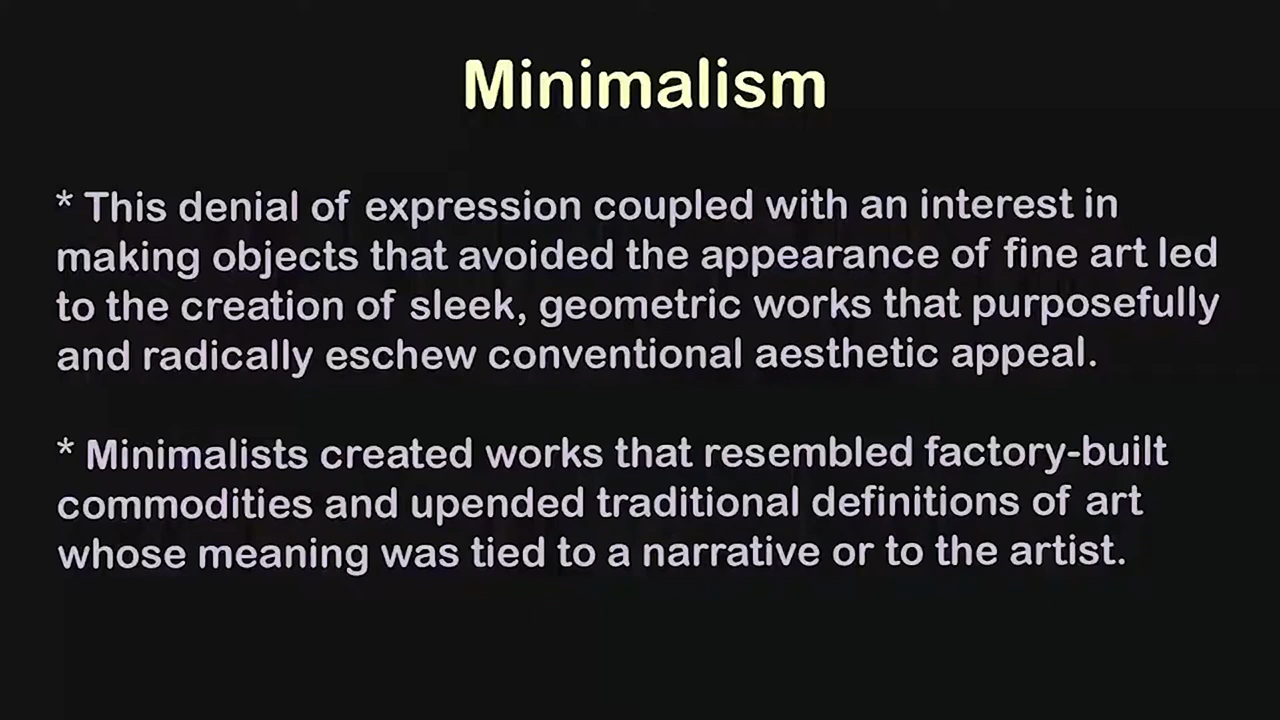 Minimalism
* This denial of expression coupled with an interest in
making objects that avoided the appearance of fine art led
to the creation of sleek, geometric works that purposefully
and radically eschew conventional aesthetic appeal.
* Minimalists created works that resembled factory-built
commodities and upended traditional definitions of art
whose meaning was tied to a narrative or to the artist.